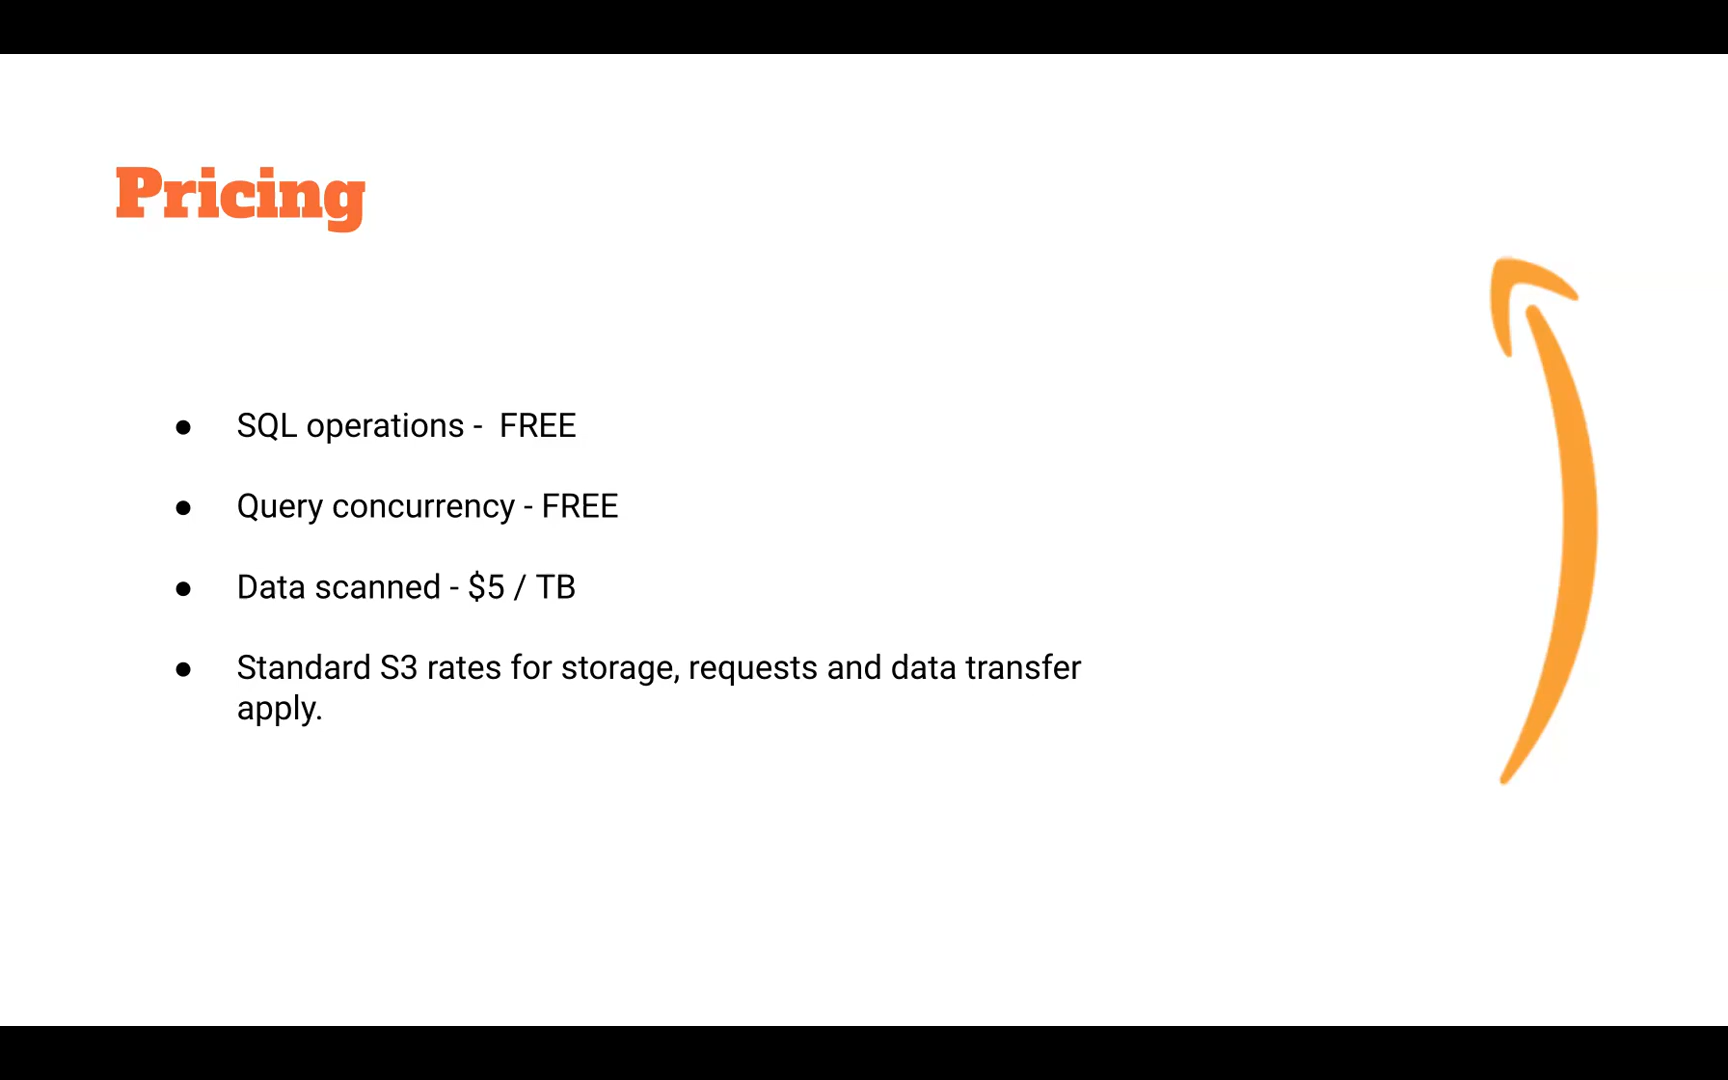 Pricing
● SQL operations -  FREE
● Query concurrency - FREE
● Data scanned - $5 / TB
● Standard S3 rates for storage, requests and data transfer
apply.